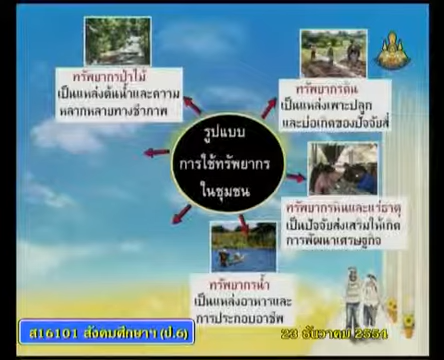 ทรัพยากรป่าไม้
เป็นแหล่งต้นน้ำและความ
หลากหลายทางชีวภาพ
ทรัพยากรดิน
เป็นแหล่งเพาะปลูก
และบ่อเกิดของปัจจัยสี่
รูปแบบ
การใช้ทรัพยากร
ในชุมชน
ทรัพยากรหินและแร่ธาตุ
เป็นปัจจัยส่งเสริมให้เกิด
การพัฒนาเศรษฐกิจ
ทรัพยากรน้ำ
เป็นแหล่งอาหารและ
การประกอบอาชีพ
ส16101 สังคมศึกษาฯ (ป.6)
23 ธันวาคม 2554